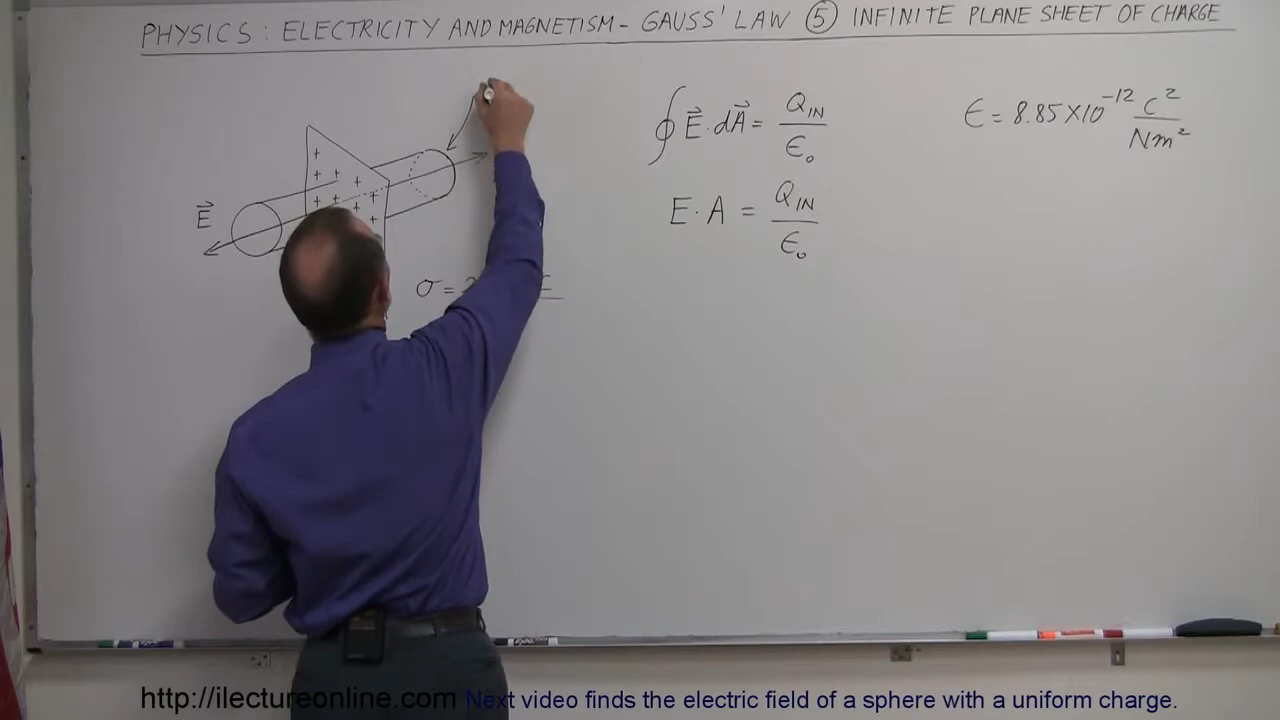 PHYSICS: ELECTRICITY AND MAGNETISM - GAUSS' LAW ⑤ INFINITE PLANE SHEET OF CHARGE
∮ E⃗ · dA⃗ = Q_IN / ε₀
ε = 8.85 × 10⁻¹² C² / Nm²
E · A = Q_IN / ε₀
+
+ + +
+ + + + +
E⃗
σ = 2
http://ilectureonline.com Next video finds the electric field of a sphere with a uniform charge.